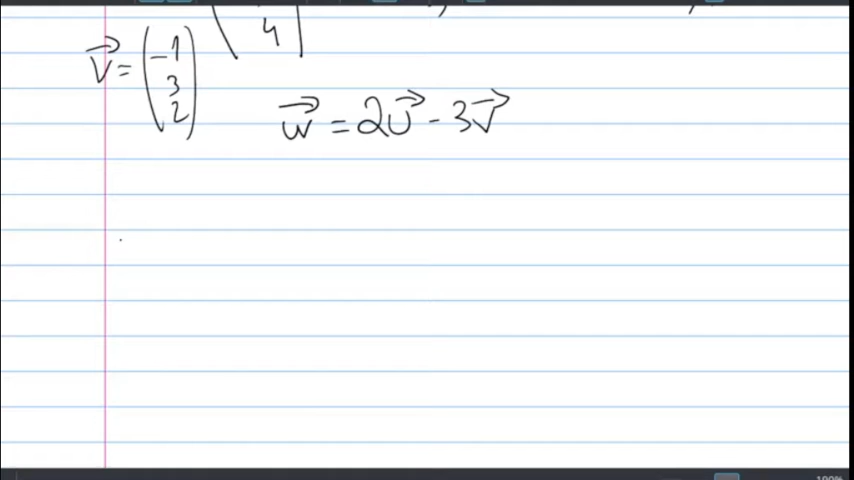 4
v⃗ = (-1
3
2)
w⃗ = 2u⃗ - 3v⃗